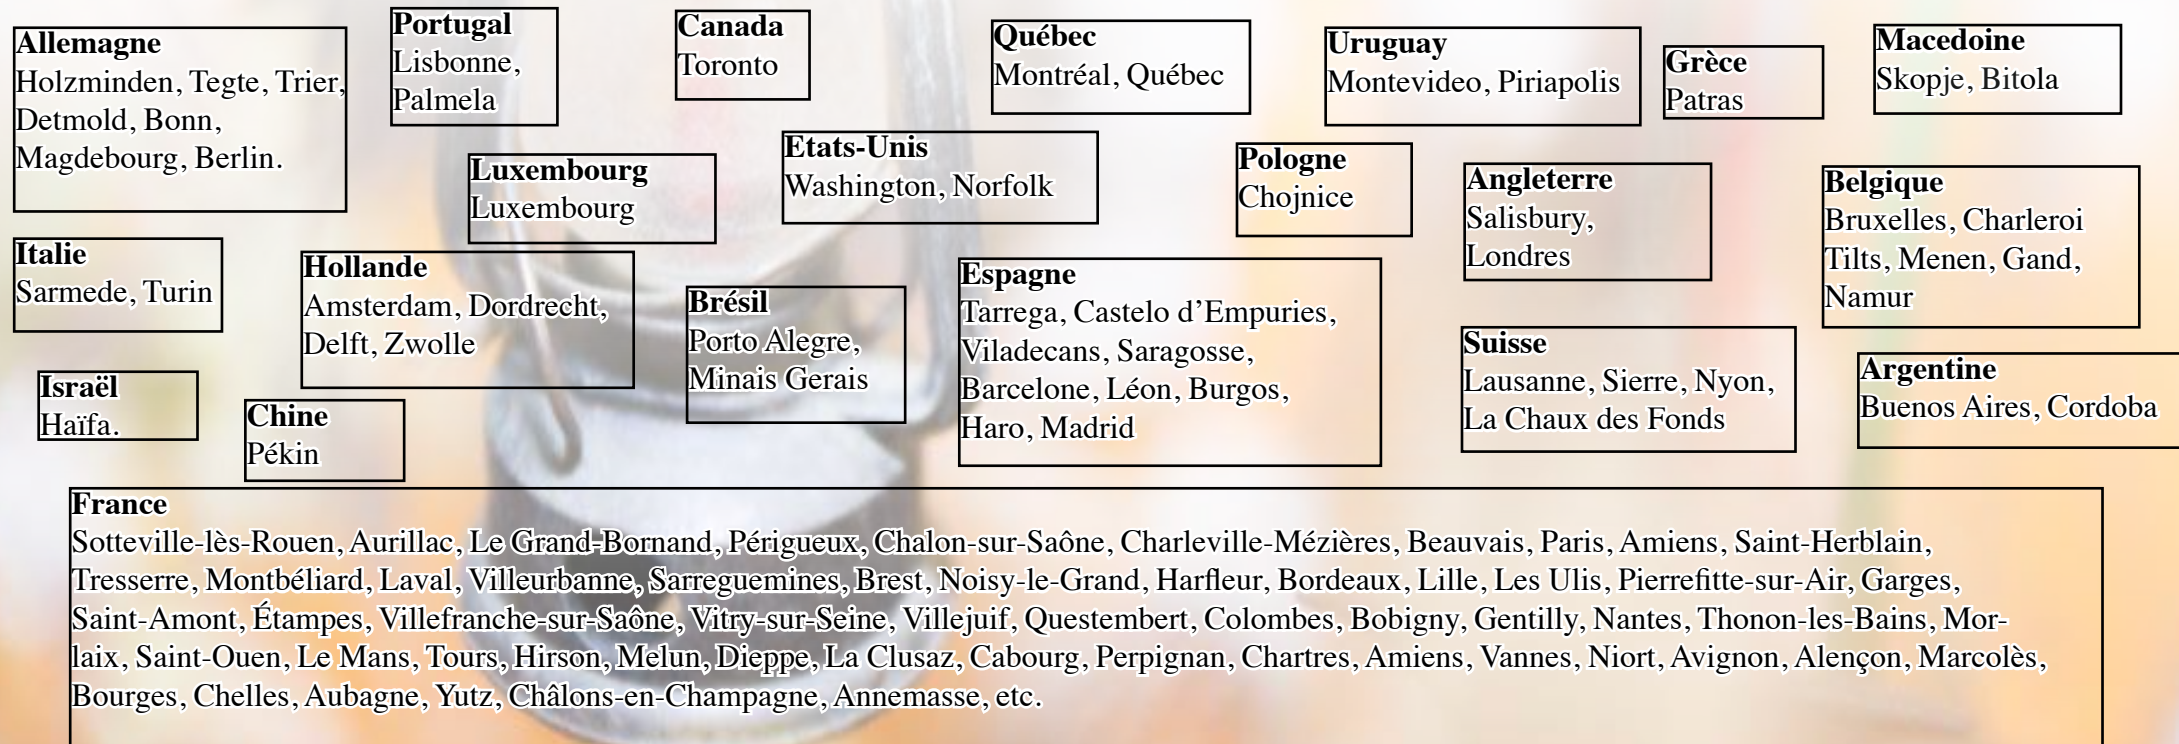 Allemagne
Holzminden, Tegte, Trier,
Detmold, Bonn,
Magdebourg, Berlin.
Portugal
Lisbonne,
Palmela
Canada
Toronto
Québec
Montréal, Québec
Uruguay
Montevideo, Piriapolis
Grèce
Patras
Macedoine
Skopje, Bitola
Luxembourg
Luxembourg
Etats-Unis
Washington, Norfolk
Pologne
Chojnice
Angleterre
Salisbury,
Londres
Belgique
Bruxelles, Charleroi
Tilts, Menen, Gand,
Namur
Italie
Sarmede, Turin
Hollande
Amsterdam, Dordrecht,
Delft, Zwolle
Brésil
Porto Alegre,
Minais Gerais
Espagne
Tarrega, Castelo d’Empuries,
Viladecans, Saragosse,
Barcelone, Léon, Burgos,
Haro, Madrid
Suisse
Lausanne, Sierre, Nyon,
La Chaux des Fonds
Argentine
Buenos Aires, Cordoba
Israël
Haïfa.
Chine
Pékin
France
Sotteville-lès-Rouen, Aurillac, Le Grand-Bornand, Périgueux, Chalon-sur-Saône, Charleville-Mézières, Beauvais, Paris, Amiens, Saint-Herblain,
Tresserre, Montbéliard, Laval, Villeurbanne, Sarreguemines, Brest, Noisy-le-Grand, Harfleur, Bordeaux, Lille, Les Ulis, Pierrefitte-sur-Air, Garges,
Saint-Amont, Étampes, Villefranche-sur-Saône, Vitry-sur-Seine, Villejuif, Questembert, Colombes, Bobigny, Gentilly, Nantes, Thonon-les-Bains, Mor-
laix, Saint-Ouen, Le Mans, Tours, Hirson, Melun, Dieppe, La Clusaz, Cabourg, Perpignan, Chartres, Amiens, Vannes, Niort, Avignon, Alençon, Marcolès,
Bourges, Chelles, Aubagne, Yutz, Châlons-en-Champagne, Annemasse, etc.